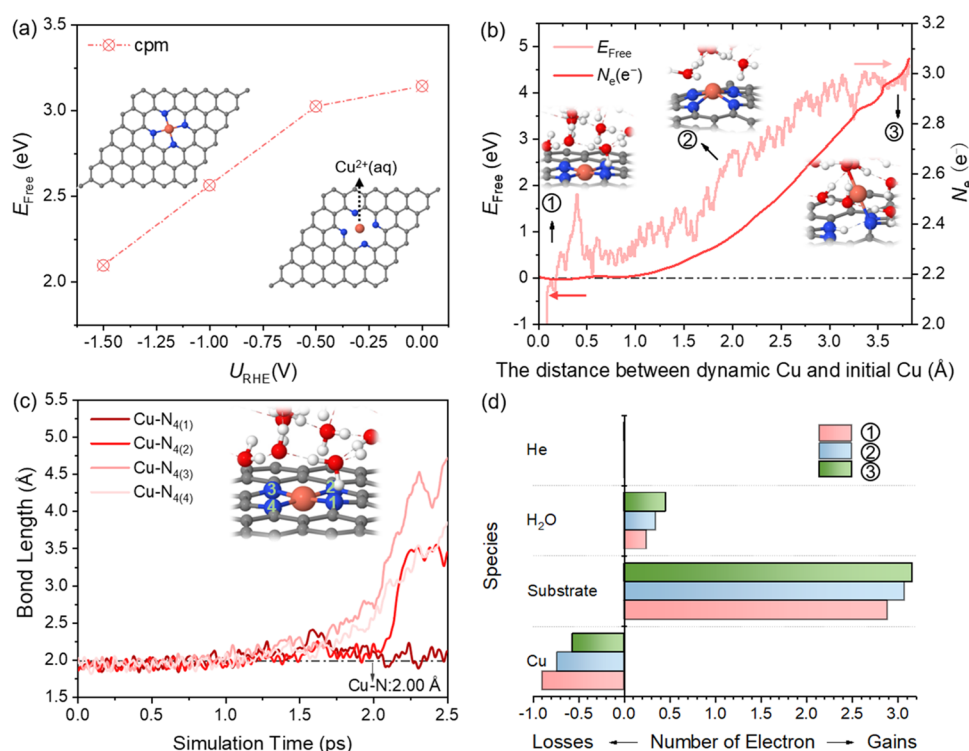 (a)
3.5
3.0
2.5
2.0
E_Free (eV)
cpm
Cu²⁺(aq)
-1.50 -1.00 -0.50 0.00
U_RHE(V)
(b)
5
4
3
2
1
0
-1
E_Free (eV)
E_Free
N_e(e⁻)
①
②
③
3.2
3.0
2.8
2.6
2.4
2.2
2.0
N_e (e⁻)
0.0 0.5 1.0 1.5 2.0 2.5 3.0 3.5
The distance between dynamic Cu and initial Cu (Å)
(c)
5.5
5.0
4.5
4.0
3.5
3.0
2.5
2.0
1.5
Bond Length (Å)
Cu-N₄₍₁₎
Cu-N₄₍₂₎
Cu-N₄₍₃₎
Cu-N₄₍₄₎
3 2
4 1
Cu-N:2.00 Å
0.0 0.5 1.0 1.5 2.0 2.5
Simulation Time (ps)
(d)
①
②
③
Species
He
H₂O
Substrate
Cu
-1.0 -0.5 0.0 0.5 1.0 1.5 2.0 2.5 3.0
Losses ← Number of Electron → Gains